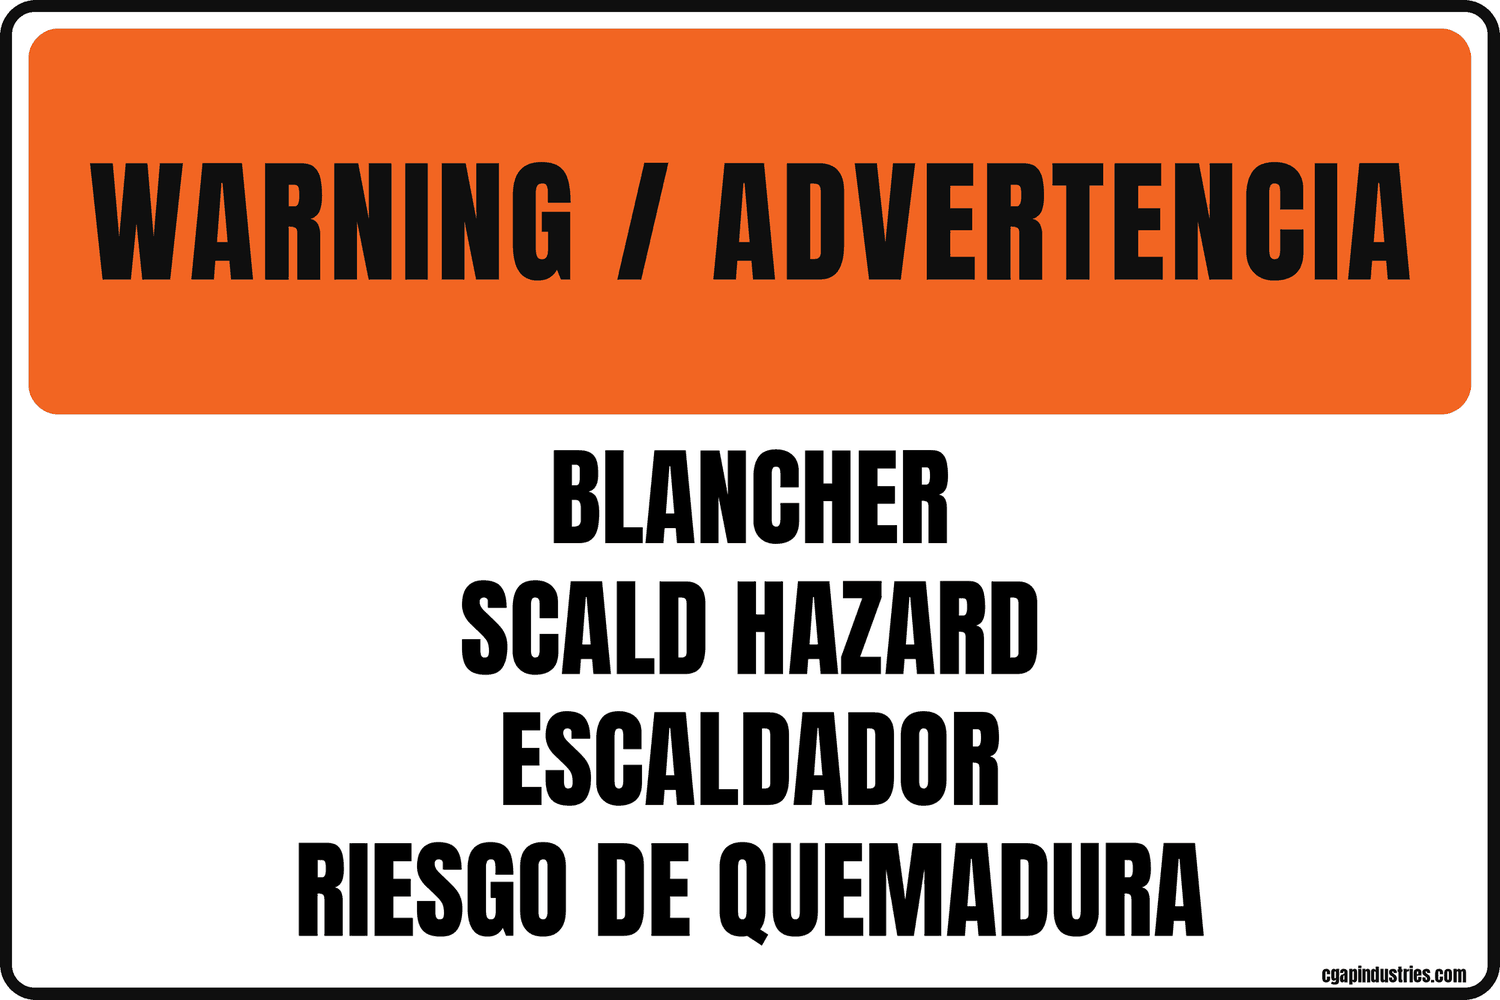 WARNING / ADVERTENCIA
BLANCHER
SCALD HAZARD
ESCALDADOR
RIESGO DE QUEMADURA
cgapindustries.com